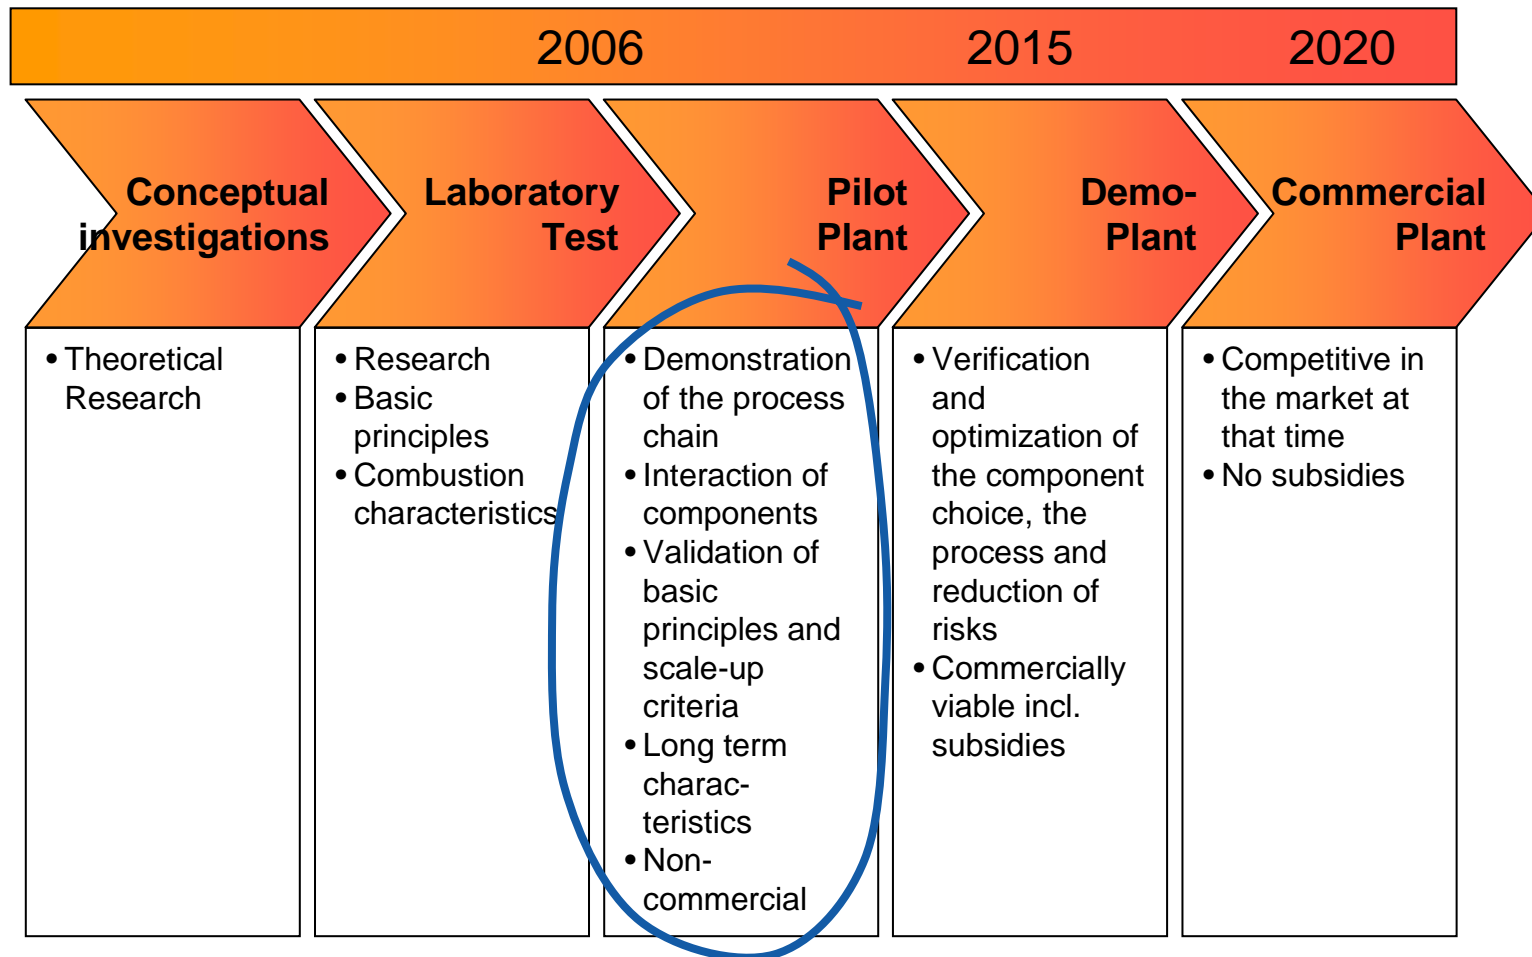 2006 2015 2020
Conceptual
investigations
Laboratory
Test
Pilot
Plant
Demo-
Plant
Commercial
Plant
• Theoretical
Research
• Research
• Basic
principles
• Combustion
characteristics
• Demonstration
of the process
chain
• Interaction of
components
• Validation of
basic
principles and
scale-up
criteria
• Long term
charac-
teristics
• Non-
commercial
• Verification
and
optimization of
the component
choice, the
process and
reduction of
risks
• Commercially
viable incl.
subsidies
• Competitive in
the market at
that time
• No subsidies